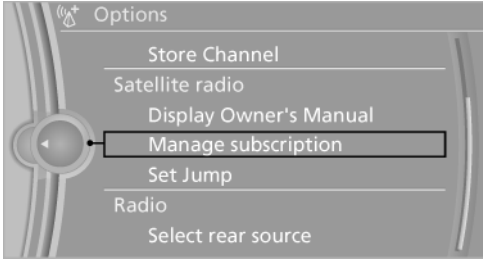 Options
Store Channel
Satellite radio
Display Owner's Manual
Manage subscription
Set Jump
Radio
Select rear source